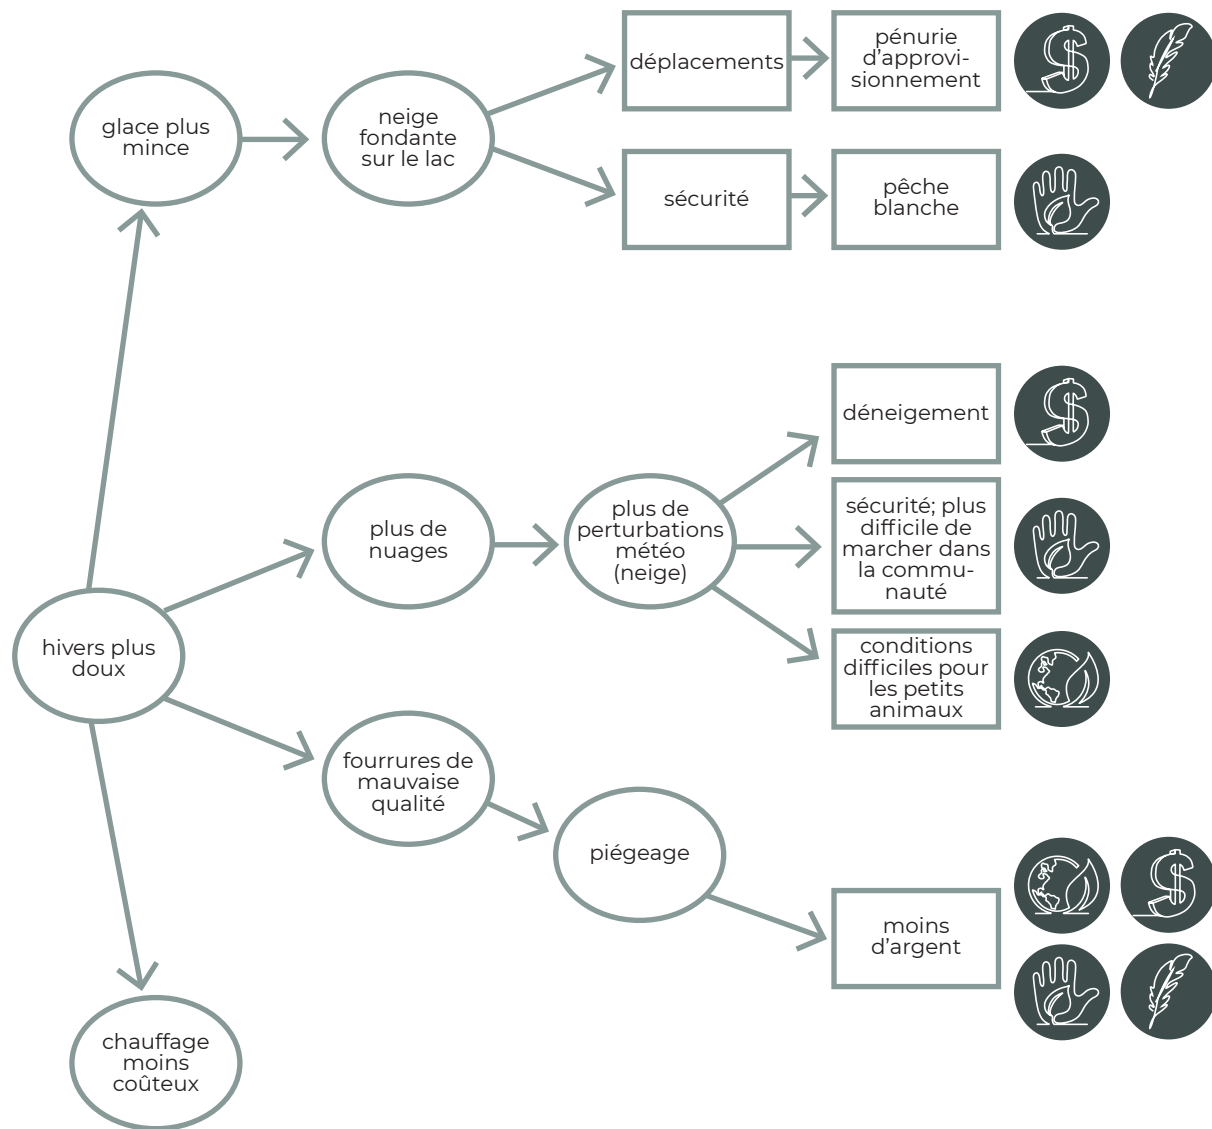 déplacements
pénurie
d'approvi-
sionnement
glace plus
mince
neige
fondante
sur le lac
sécurité
pêche
blanche
déneigement
plus de
nuages
plus de
perturbations
météo
(neige)
sécurité; plus
difficile de
marcher dans
la commu-
nauté
hivers plus
doux
conditions
difficiles pour
les petits
animaux
fourrures de
mauvaise
qualité
piégeage
moins
d'argent
chauffage
moins
coûteux